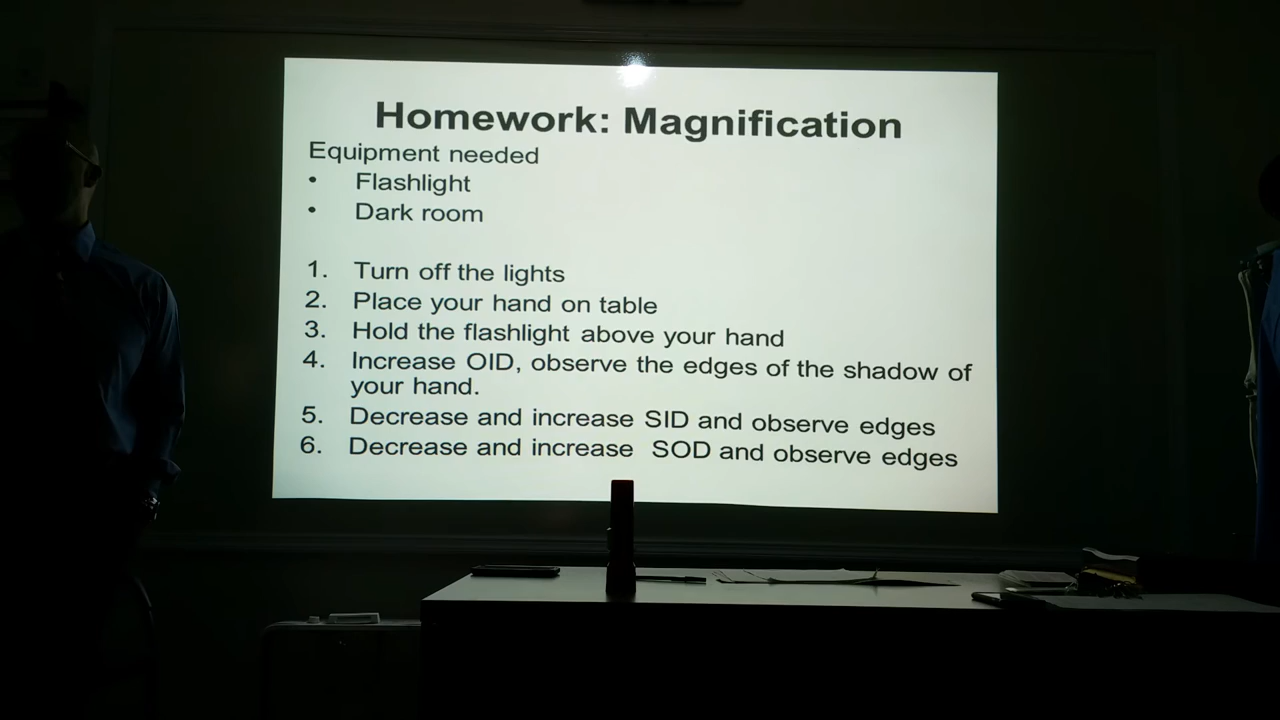 Homework: Magnification
Equipment needed
• Flashlight
• Dark room
1. Turn off the lights
2. Place your hand on table
3. Hold the flashlight above your hand
4. Increase OID, observe the edges of the shadow of
your hand.
5. Decrease and increase SID and observe edges
6. Decrease and increase SOD and observe edges